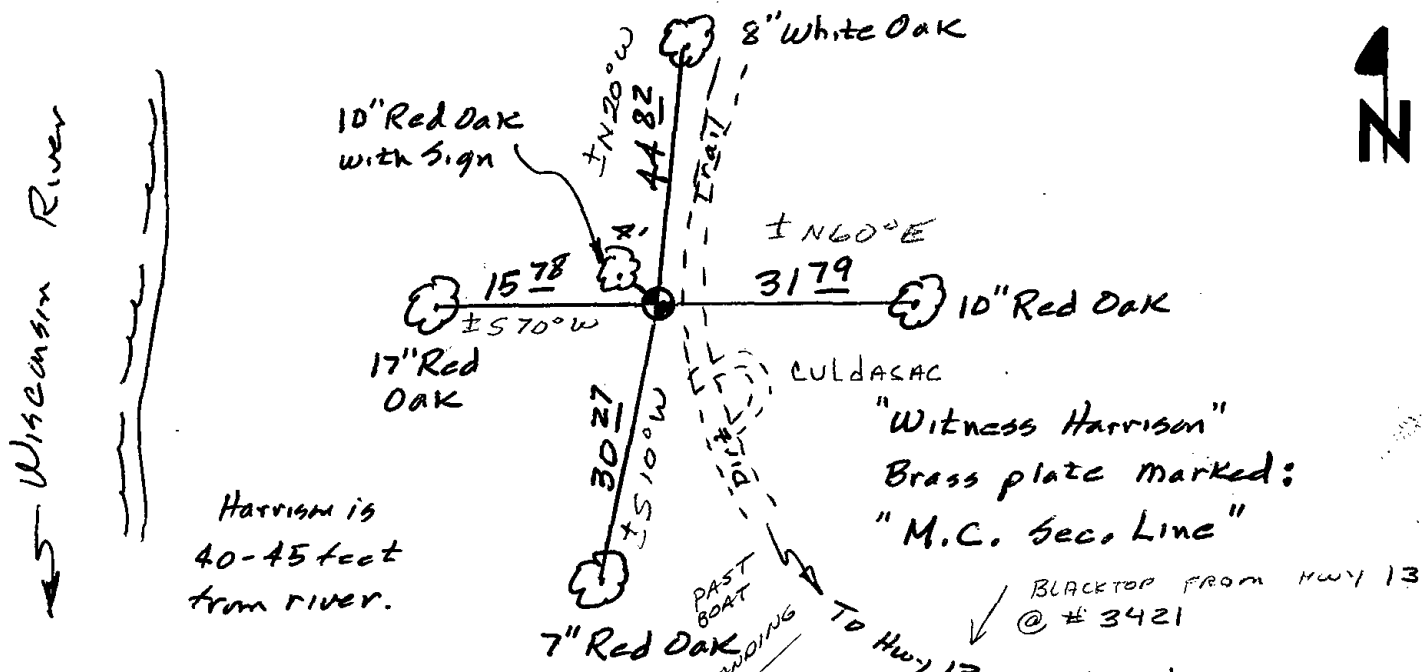 8" White Oak
N
± N20°W
44 82
Trail
10" Red Oak
with Sign
Wisconsin River
± N60°E
31 79
10" Red Oak
15 78
± S70°W
17" Red
Oak
CULdASAC
"Witness Harrison"
Brass plate Marked:
"M.C. Sec. Line"
30 27
± S10°W
Dirt
Harrison is
40-45 feet
from river.
7" Red Oak
PAST
BOAT
LANDING
To Hwy 13
BLACKTOP FROM HWY 13
@ # 3421